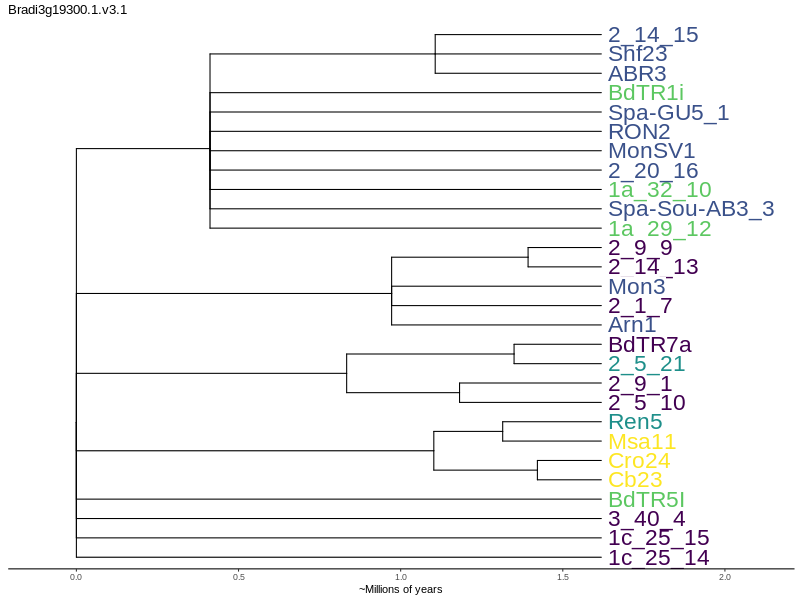 Bradi3g19300.1.v3.1
2_14_15
Shf23
ABR3
BdTR1i
Spa-GU5_1
RON2
MonSV1
2_20_16
1a_32_10
Spa-Sou-AB3_3
1a_29_12
2_9_9
2_14_13
Mon3
2_1_7
Arn1
BdTR7a
2_5_21
2_9_1
2_5_10
Ren5
Msa11
Cro24
Cb23
BdTR5I
3_40_4
1c_25_15
1c_25_14
0.0 0.5 1.0 1.5 2.0
~Millions of years